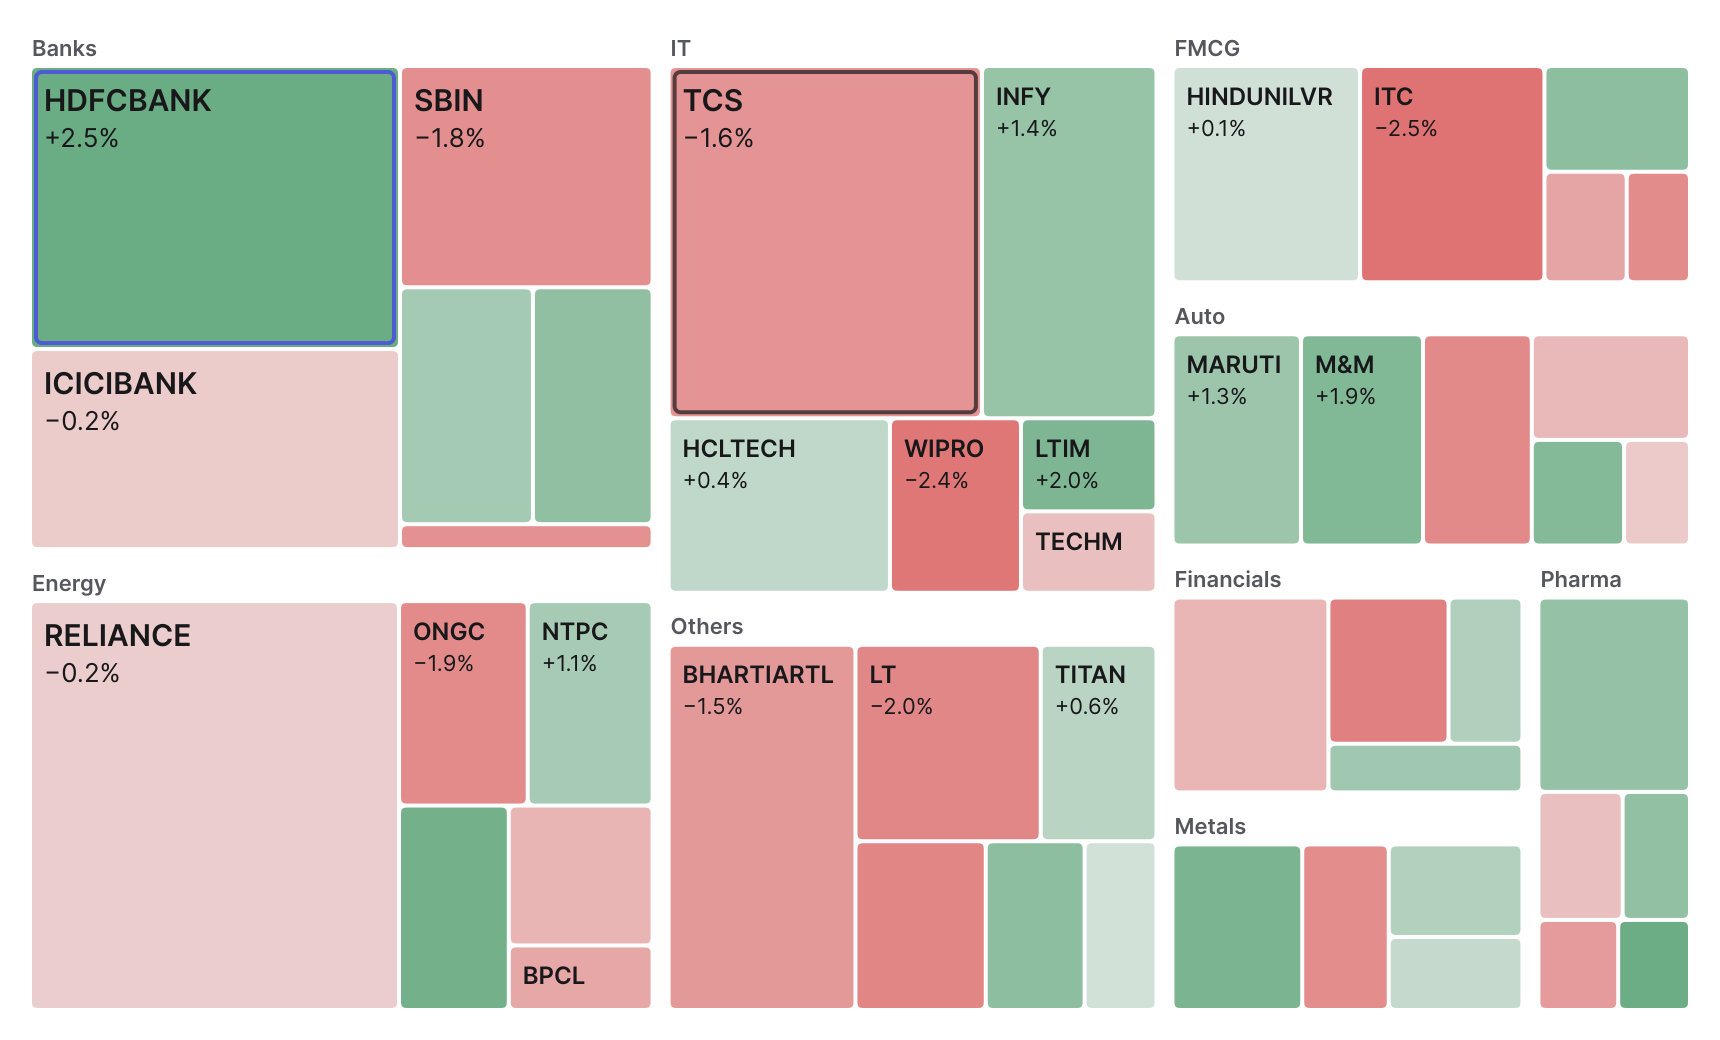 Banks
HDFCBANK
+2.5%
SBIN
−1.8%
ICICIBANK
−0.2%
Energy
RELIANCE
−0.2%
ONGC
−1.9%
NTPC
+1.1%
BPCL
IT
TCS
−1.6%
INFY
+1.4%
HCLTECH
+0.4%
WIPRO
−2.4%
LTIM
+2.0%
TECHM
Others
BHARTIARTL
−1.5%
LT
−2.0%
TITAN
+0.6%
FMCG
HINDUNILVR
+0.1%
ITC
−2.5%
Auto
MARUTI
+1.3%
M&M
+1.9%
Financials
Pharma
Metals